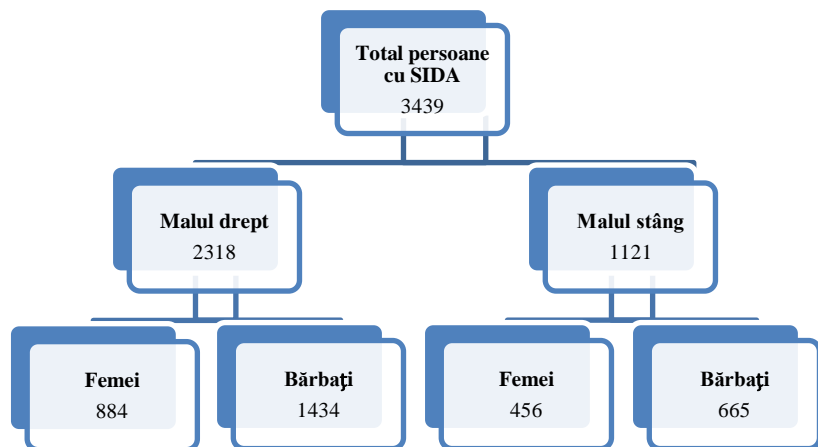 Total persoane
cu SIDA
3439
Malul drept
2318
Malul stâng
1121
Femei
884
Bărbaţi
1434
Femei
456
Bărbaţi
665